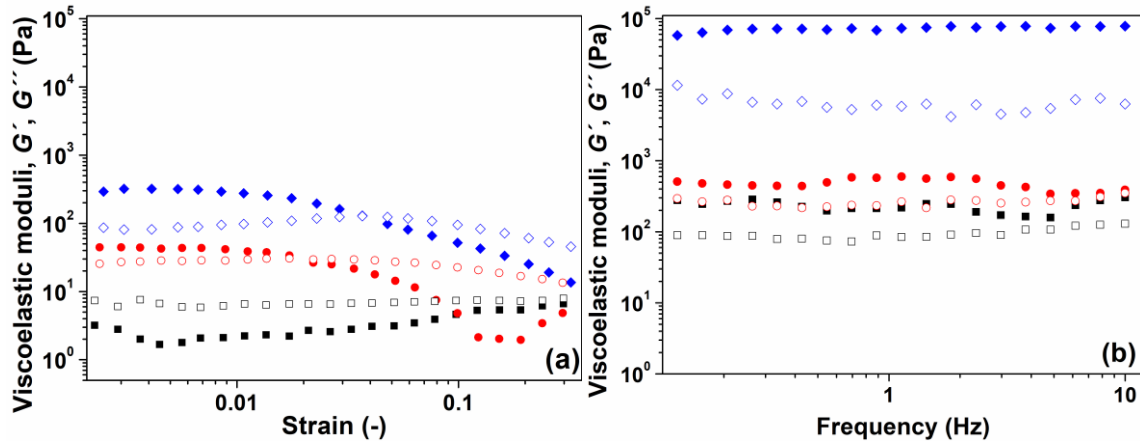 Viscoelastic moduli, G´, G´´ (Pa)
10⁵
10⁴
10³
10²
10¹
10⁰
0.01
0.1
Strain (-)
(a)
Viscoelastic moduli, G´, G´´ (Pa)
10⁵
10⁴
10³
10²
10¹
10⁰
1
10
Frequency (Hz)
(b)